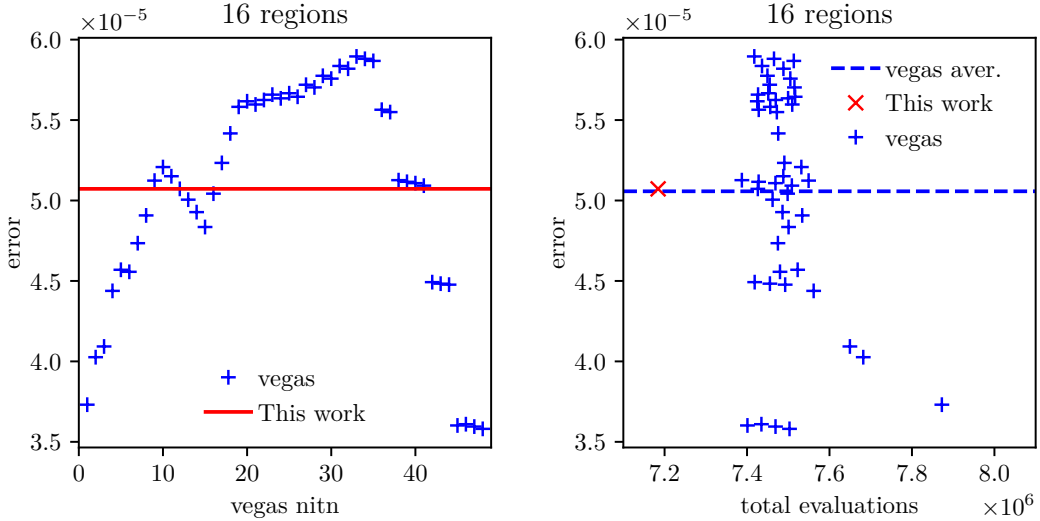 16 regions
×10⁻⁵
6.0
5.5
5.0
4.5
4.0
3.5
error
vegas
This work
0 10 20 30 40
vegas nitn
16 regions
×10⁻⁵
6.0
5.5
5.0
4.5
4.0
3.5
error
vegas aver.
This work
vegas
7.2 7.4 7.6 7.8 8.0
total evaluations
×10⁶